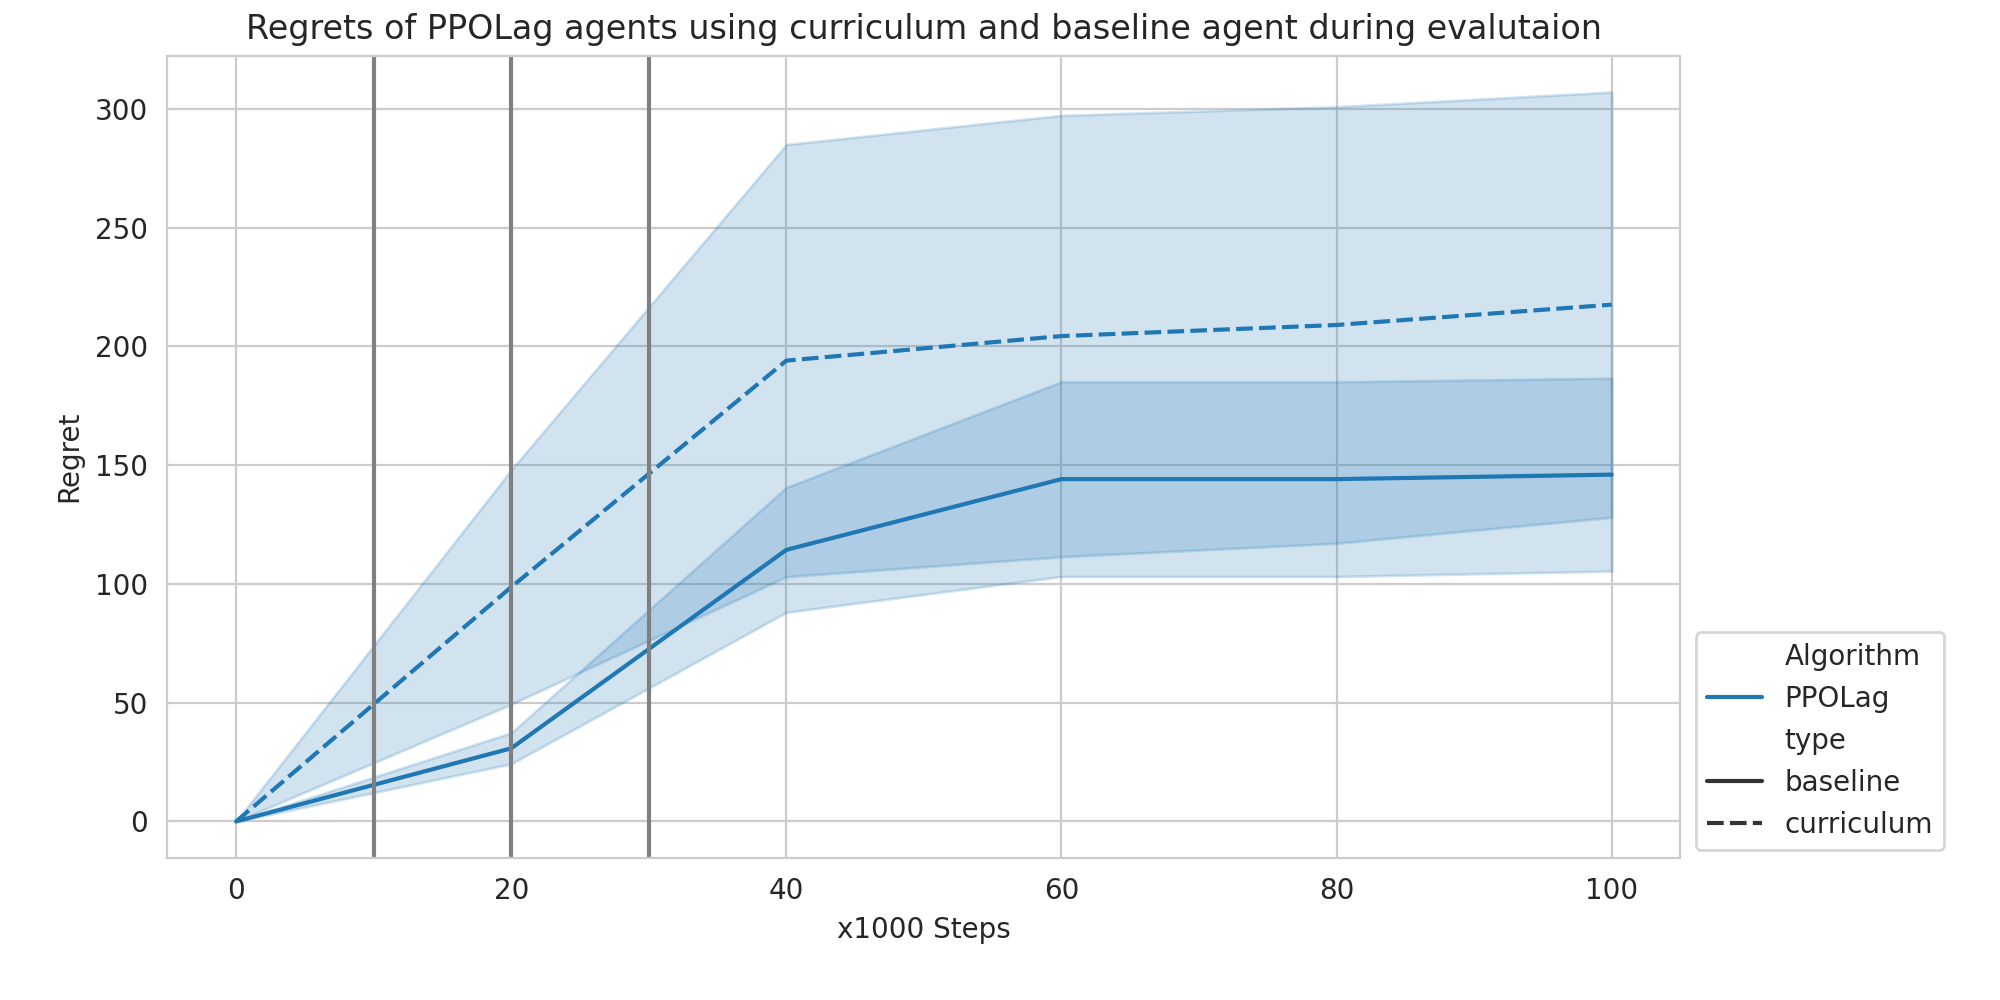 Regrets of PPOLag agents using curriculum and baseline agent during evalutaion
300
250
200
150
100
50
0
Regret
0 20 40 60 80 100
x1000 Steps
Algorithm
PPOLag
type
baseline
curriculum